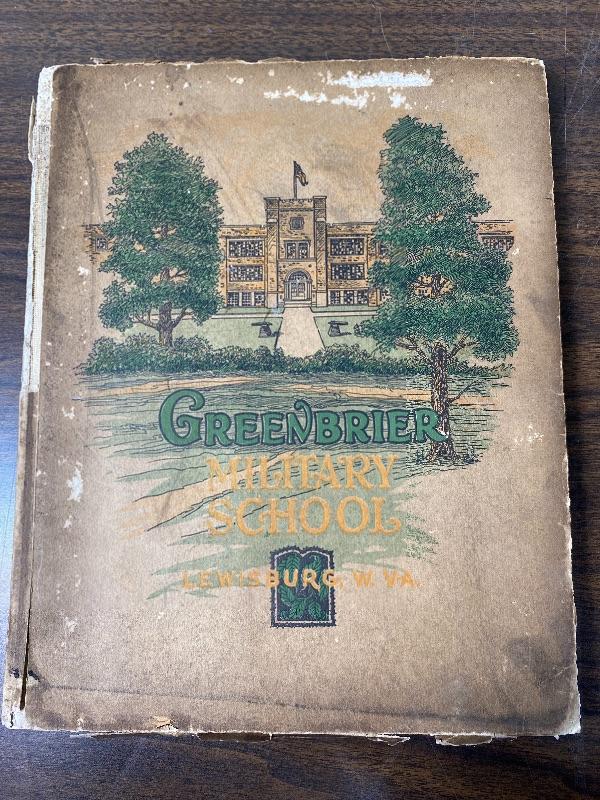 GREENBRIER
MILITARY
SCHOOL
LEWISBURG, W. VA.